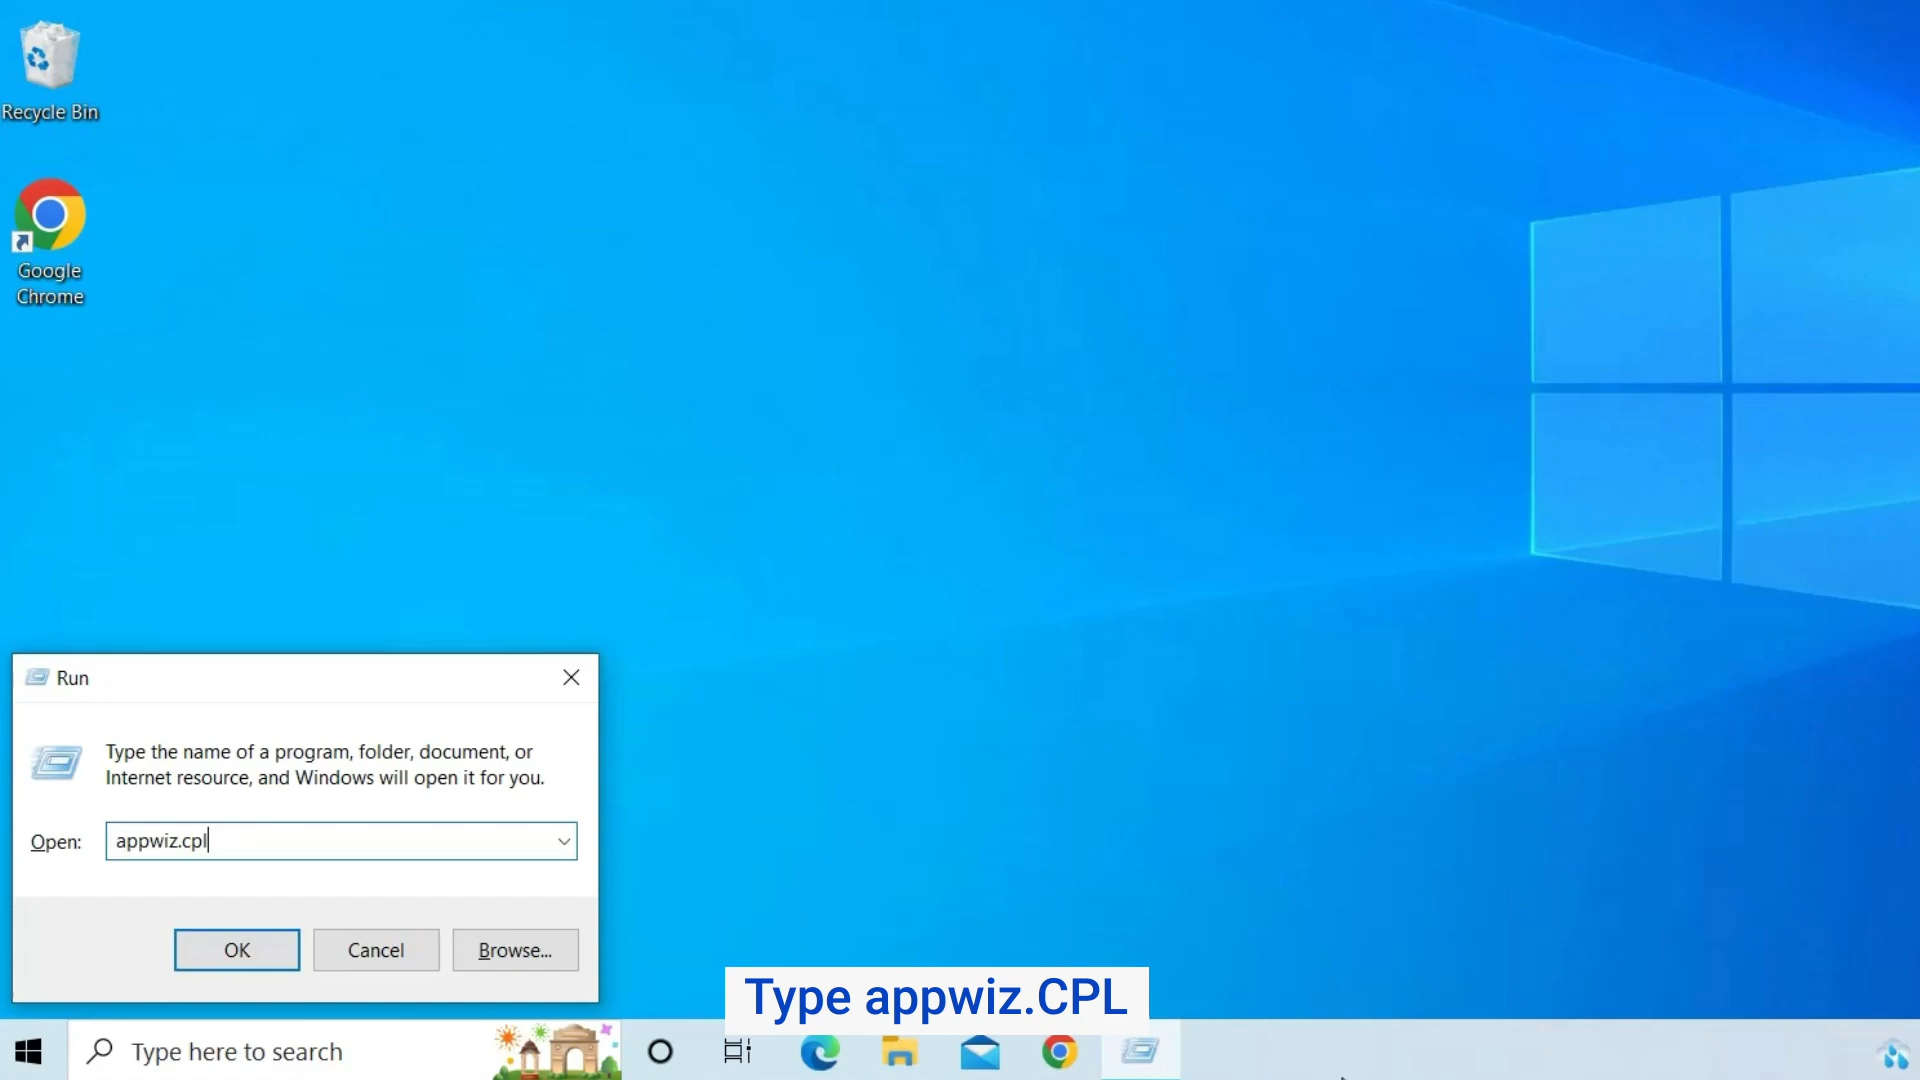 Recycle Bin
Google
Chrome
Run
Type the name of a program, folder, document, or
Internet resource, and Windows will open it for you.
Open:
appwiz.cpl
OK
Cancel
Browse...
Type appwiz.CPL
Type here to search